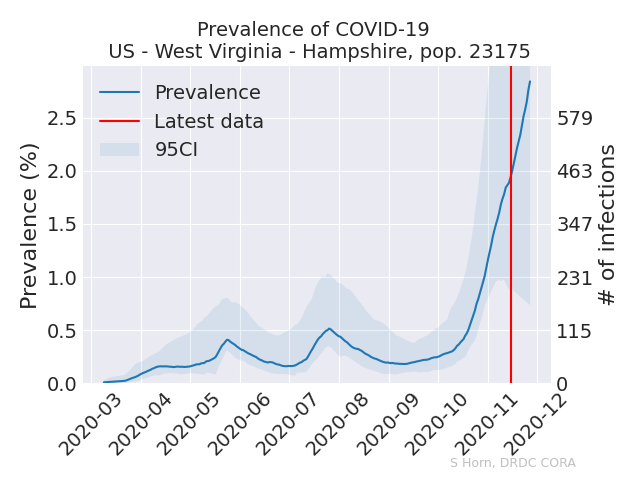 Prevalence of COVID-19
US - West Virginia - Hampshire, pop. 23175
Prevalence
Latest data
95CI
Prevalence (%)
2.5
2.0
1.5
1.0
0.5
0.0
579
463
347
231
115
0
# of infections
2020-03
2020-04
2020-05
2020-06
2020-07
2020-08
2020-09
2020-10
2020-11
2020-12
S Horn, DRDC CORA